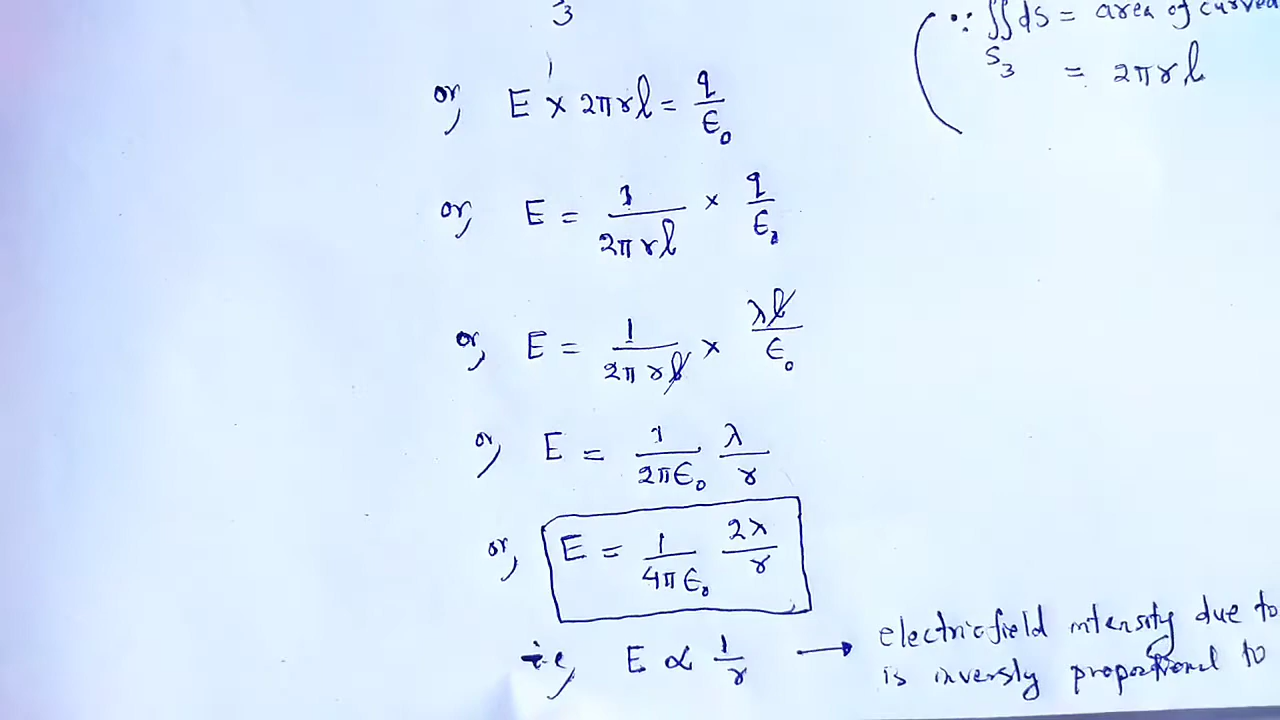 3
∵ ∬ds = area of curved
S₃ = 2πrl
or, E × 2πrl = q/ϵ₀
or, E = 1/2πrl × q/ϵ₀
or, E = 1/2πrl × λl/ϵ₀
or, E = 1/2πϵ₀ λ/r
or, E = 1/4πϵ₀ 2λ/r
i.e, E ∝ 1/r → electric field intensity due to
is inversly proportional to